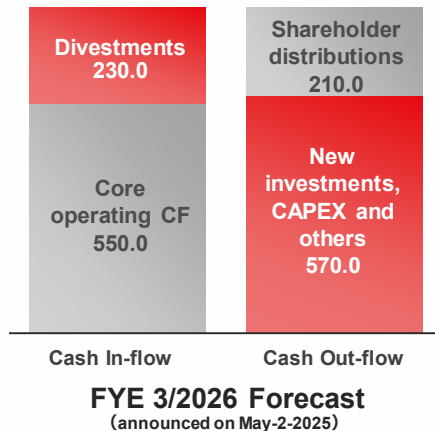 Divestments
230.0
Core
operating CF
550.0
Shareholder
distributions
210.0
New
investments,
CAPEX and
others
570.0
Cash In-flow
Cash Out-flow
FYE 3/2026 Forecast
(announced on May-2-2025)